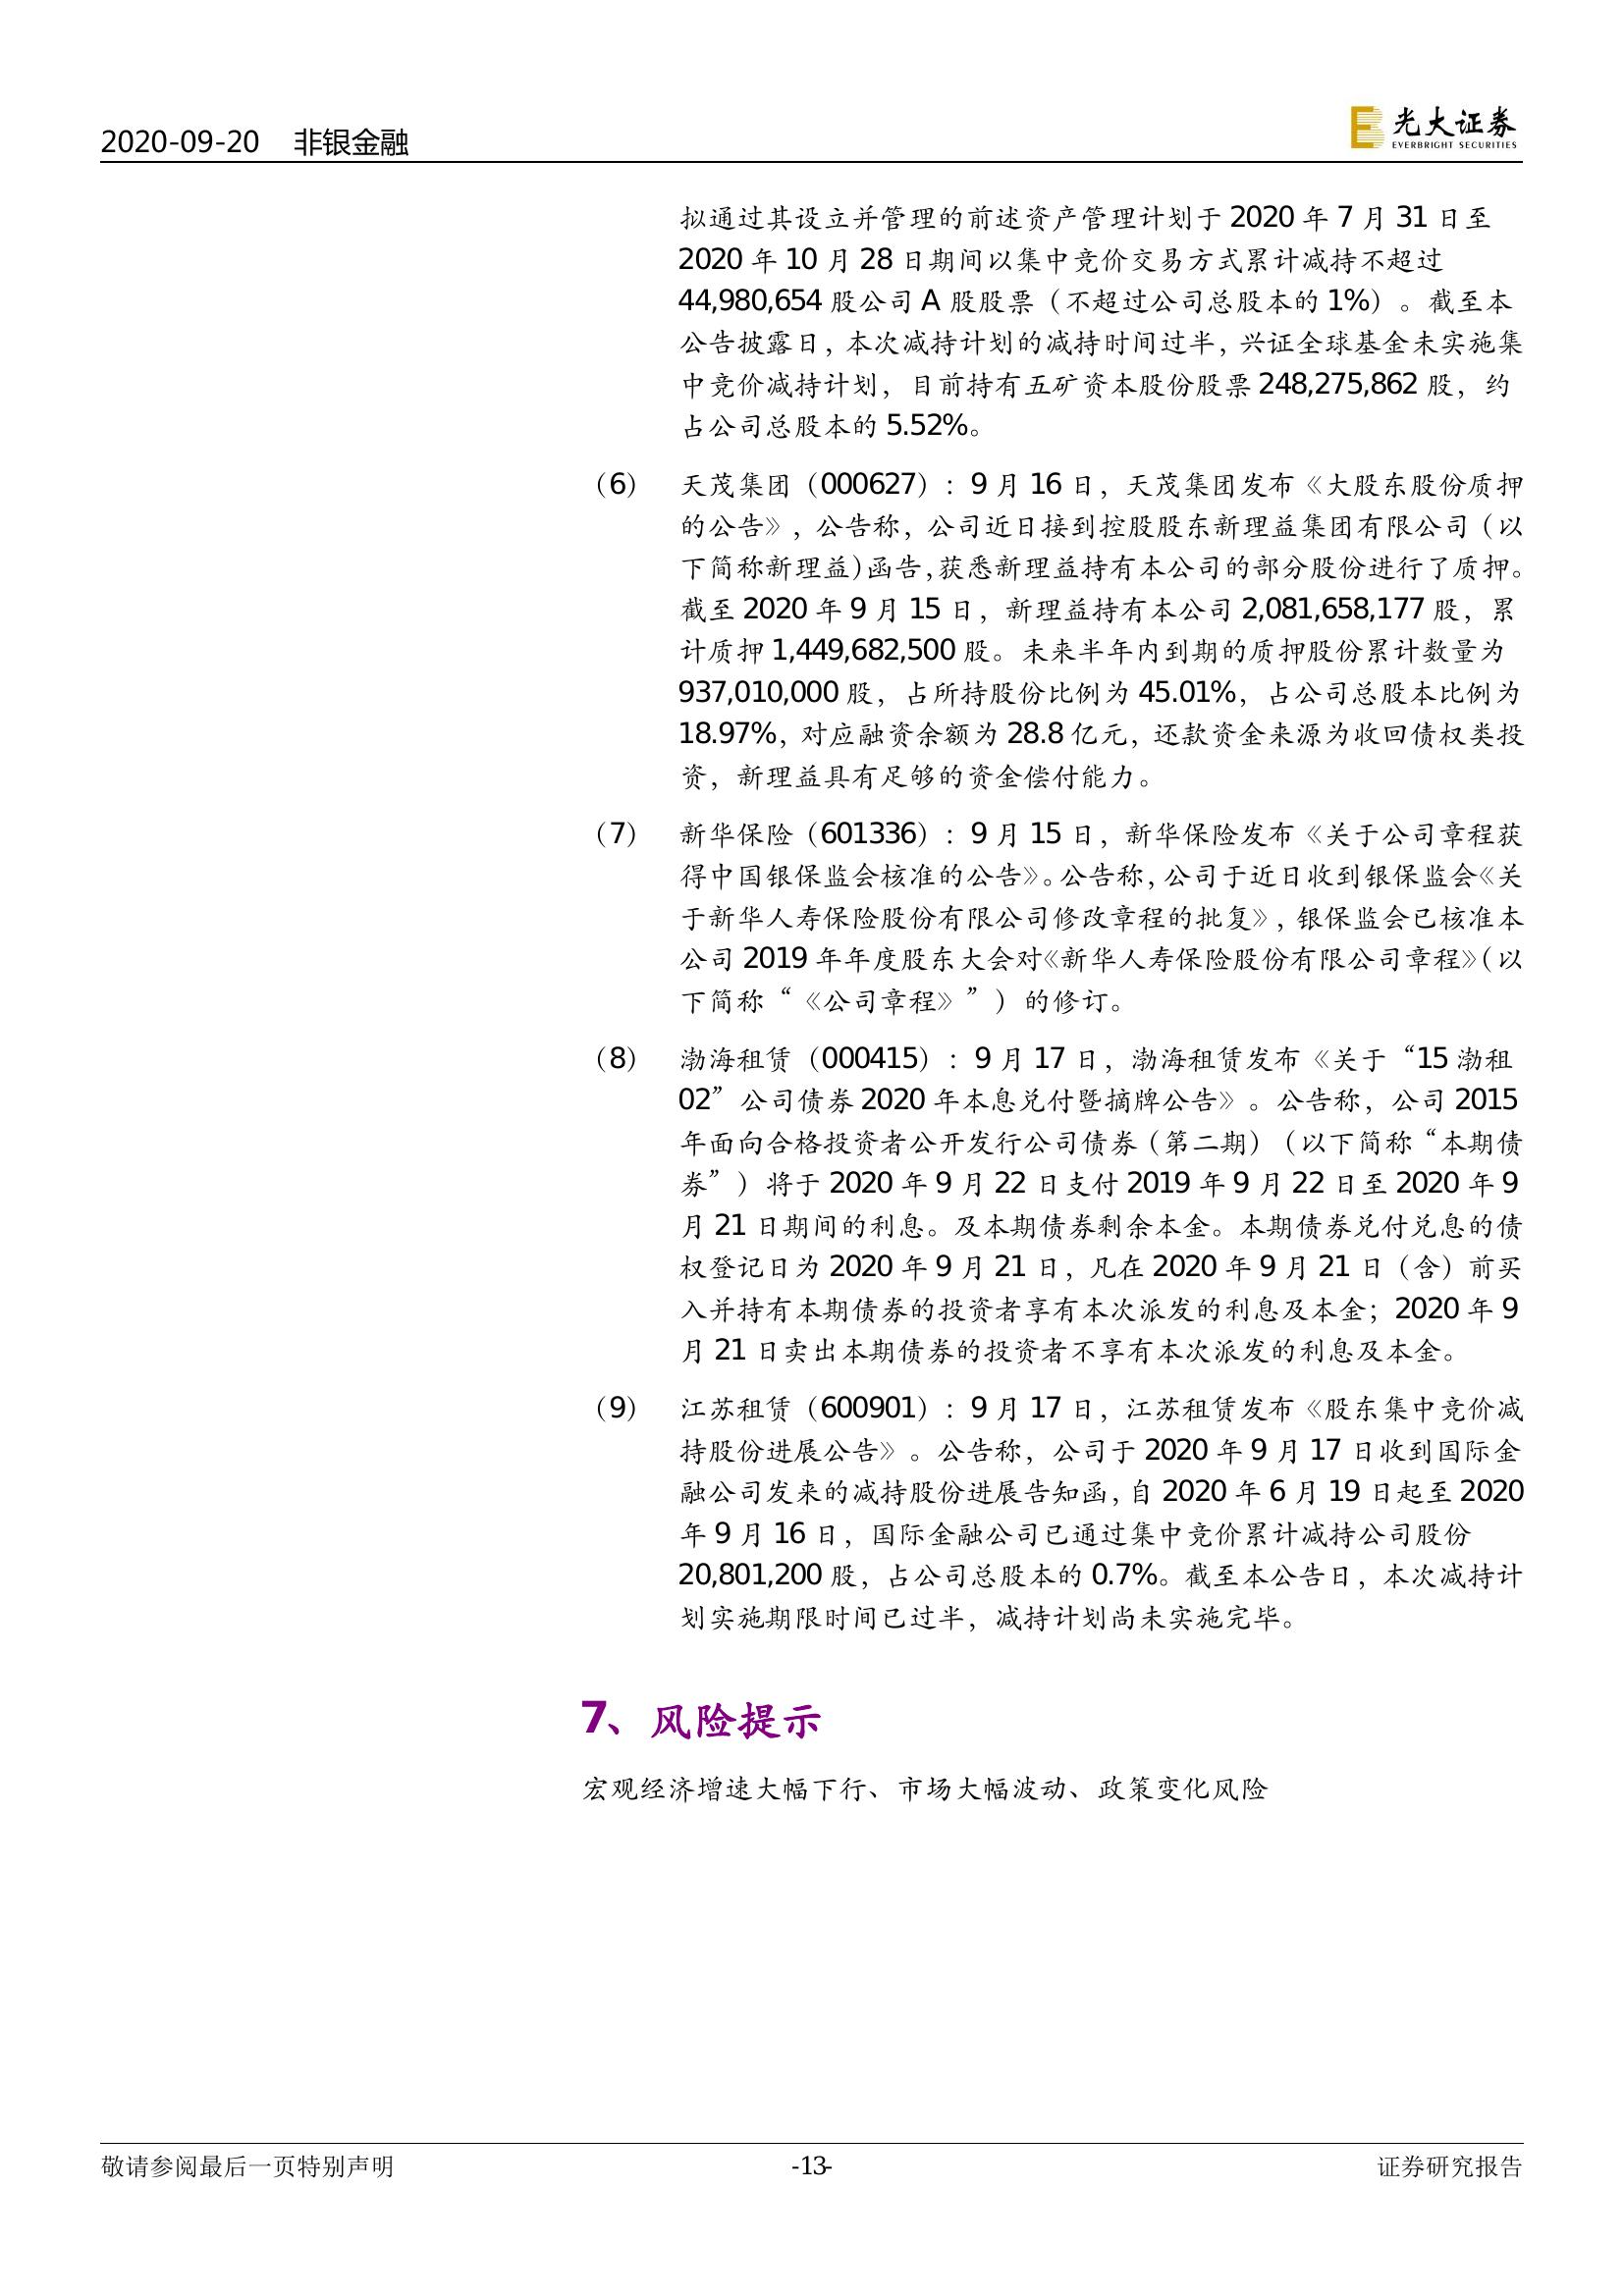 2020-09-20 非银金融
光大证券
EVERBRIGHT SECURITIES
拟通过其设立并管理的前述资产管理计划于 2020 年 7 月 31 日至
2020 年 10 月 28 日期间以集中竞价交易方式累计减持不超过
44,980,654 股公司 A 股股票（不超过公司总股本的 1%）。截至本
公告披露日，本次减持计划的减持时间过半，兴证全球基金未实施集
中竞价减持计划，目前持有五矿资本股份股票 248,275,862 股，约
占公司总股本的 5.52%。
（6） 天茂集团（000627）：9 月 16 日，天茂集团发布《大股东股份质押
的公告》，公告称，公司近日接到控股股东新理益集团有限公司（以
下简称新理益)函告,获悉新理益持有本公司的部分股份进行了质押。
截至 2020 年 9 月 15 日，新理益持有本公司 2,081,658,177 股，累
计质押 1,449,682,500 股。未来半年内到期的质押股份累计数量为
937,010,000 股，占所持股份比例为 45.01%，占公司总股本比例为
18.97%，对应融资余额为 28.8 亿元，还款资金来源为收回债权类投
资，新理益具有足够的资金偿付能力。
（7） 新华保险（601336）：9 月 15 日，新华保险发布《关于公司章程获
得中国银保监会核准的公告》。公告称，公司于近日收到银保监会《关
于新华人寿保险股份有限公司修改章程的批复》，银保监会已核准本
公司 2019 年年度股东大会对《新华人寿保险股份有限公司章程》（以
下简称“《公司章程》”）的修订。
（8） 渤海租赁（000415）：9 月 17 日，渤海租赁发布《关于“15 渤租
02”公司债券 2020 年本息兑付暨摘牌公告》。公告称，公司 2015
年面向合格投资者公开发行公司债券（第二期）（以下简称“本期债
券”）将于 2020 年 9 月 22 日支付 2019 年 9 月 22 日至 2020 年 9
月 21 日期间的利息。及本期债券剩余本金。本期债券兑付兑息的债
权登记日为 2020 年 9 月 21 日，凡在 2020 年 9 月 21 日（含）前买
入并持有本期债券的投资者享有本次派发的利息及本金；2020 年 9
月 21 日卖出本期债券的投资者不享有本次派发的利息及本金。
（9） 江苏租赁（600901）：9 月 17 日，江苏租赁发布《股东集中竞价减
持股份进展公告》。公告称，公司于 2020 年 9 月 17 日收到国际金
融公司发来的减持股份进展告知函，自 2020 年 6 月 19 日起至 2020
年 9 月 16 日，国际金融公司已通过集中竞价累计减持公司股份
20,801,200 股，占公司总股本的 0.7%。截至本公告日，本次减持计
划实施期限时间已过半，减持计划尚未实施完毕。
7、风险提示
宏观经济增速大幅下行、市场大幅波动、政策变化风险
敬请参阅最后一页特别声明 -13- 证券研究报告